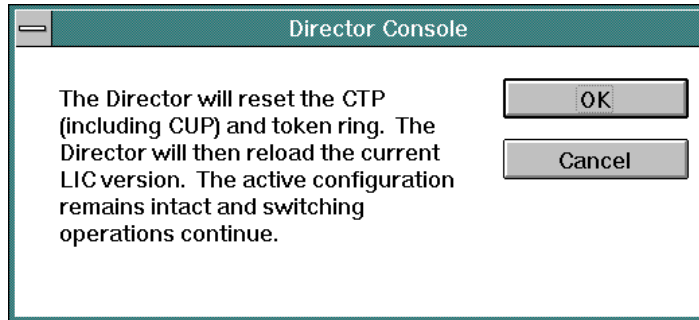 Director Console
The Director will reset the CTP
(including CUP) and token ring. The
Director will then reload the current
LIC version. The active configuration
remains intact and switching
operations continue.
OK
Cancel